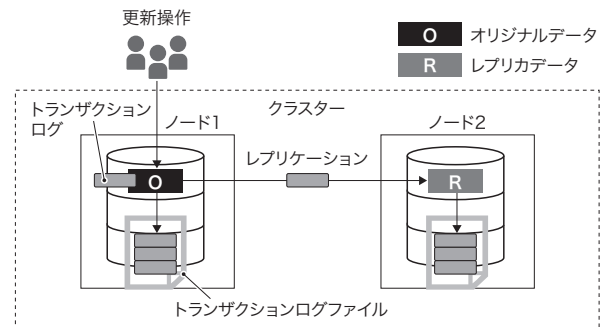 更新操作
O オリジナルデータ
R レプリカデータ
トランザクション
ログ
ノード1
クラスター
ノード2
レプリケーション
O
R
トランザクションログファイル